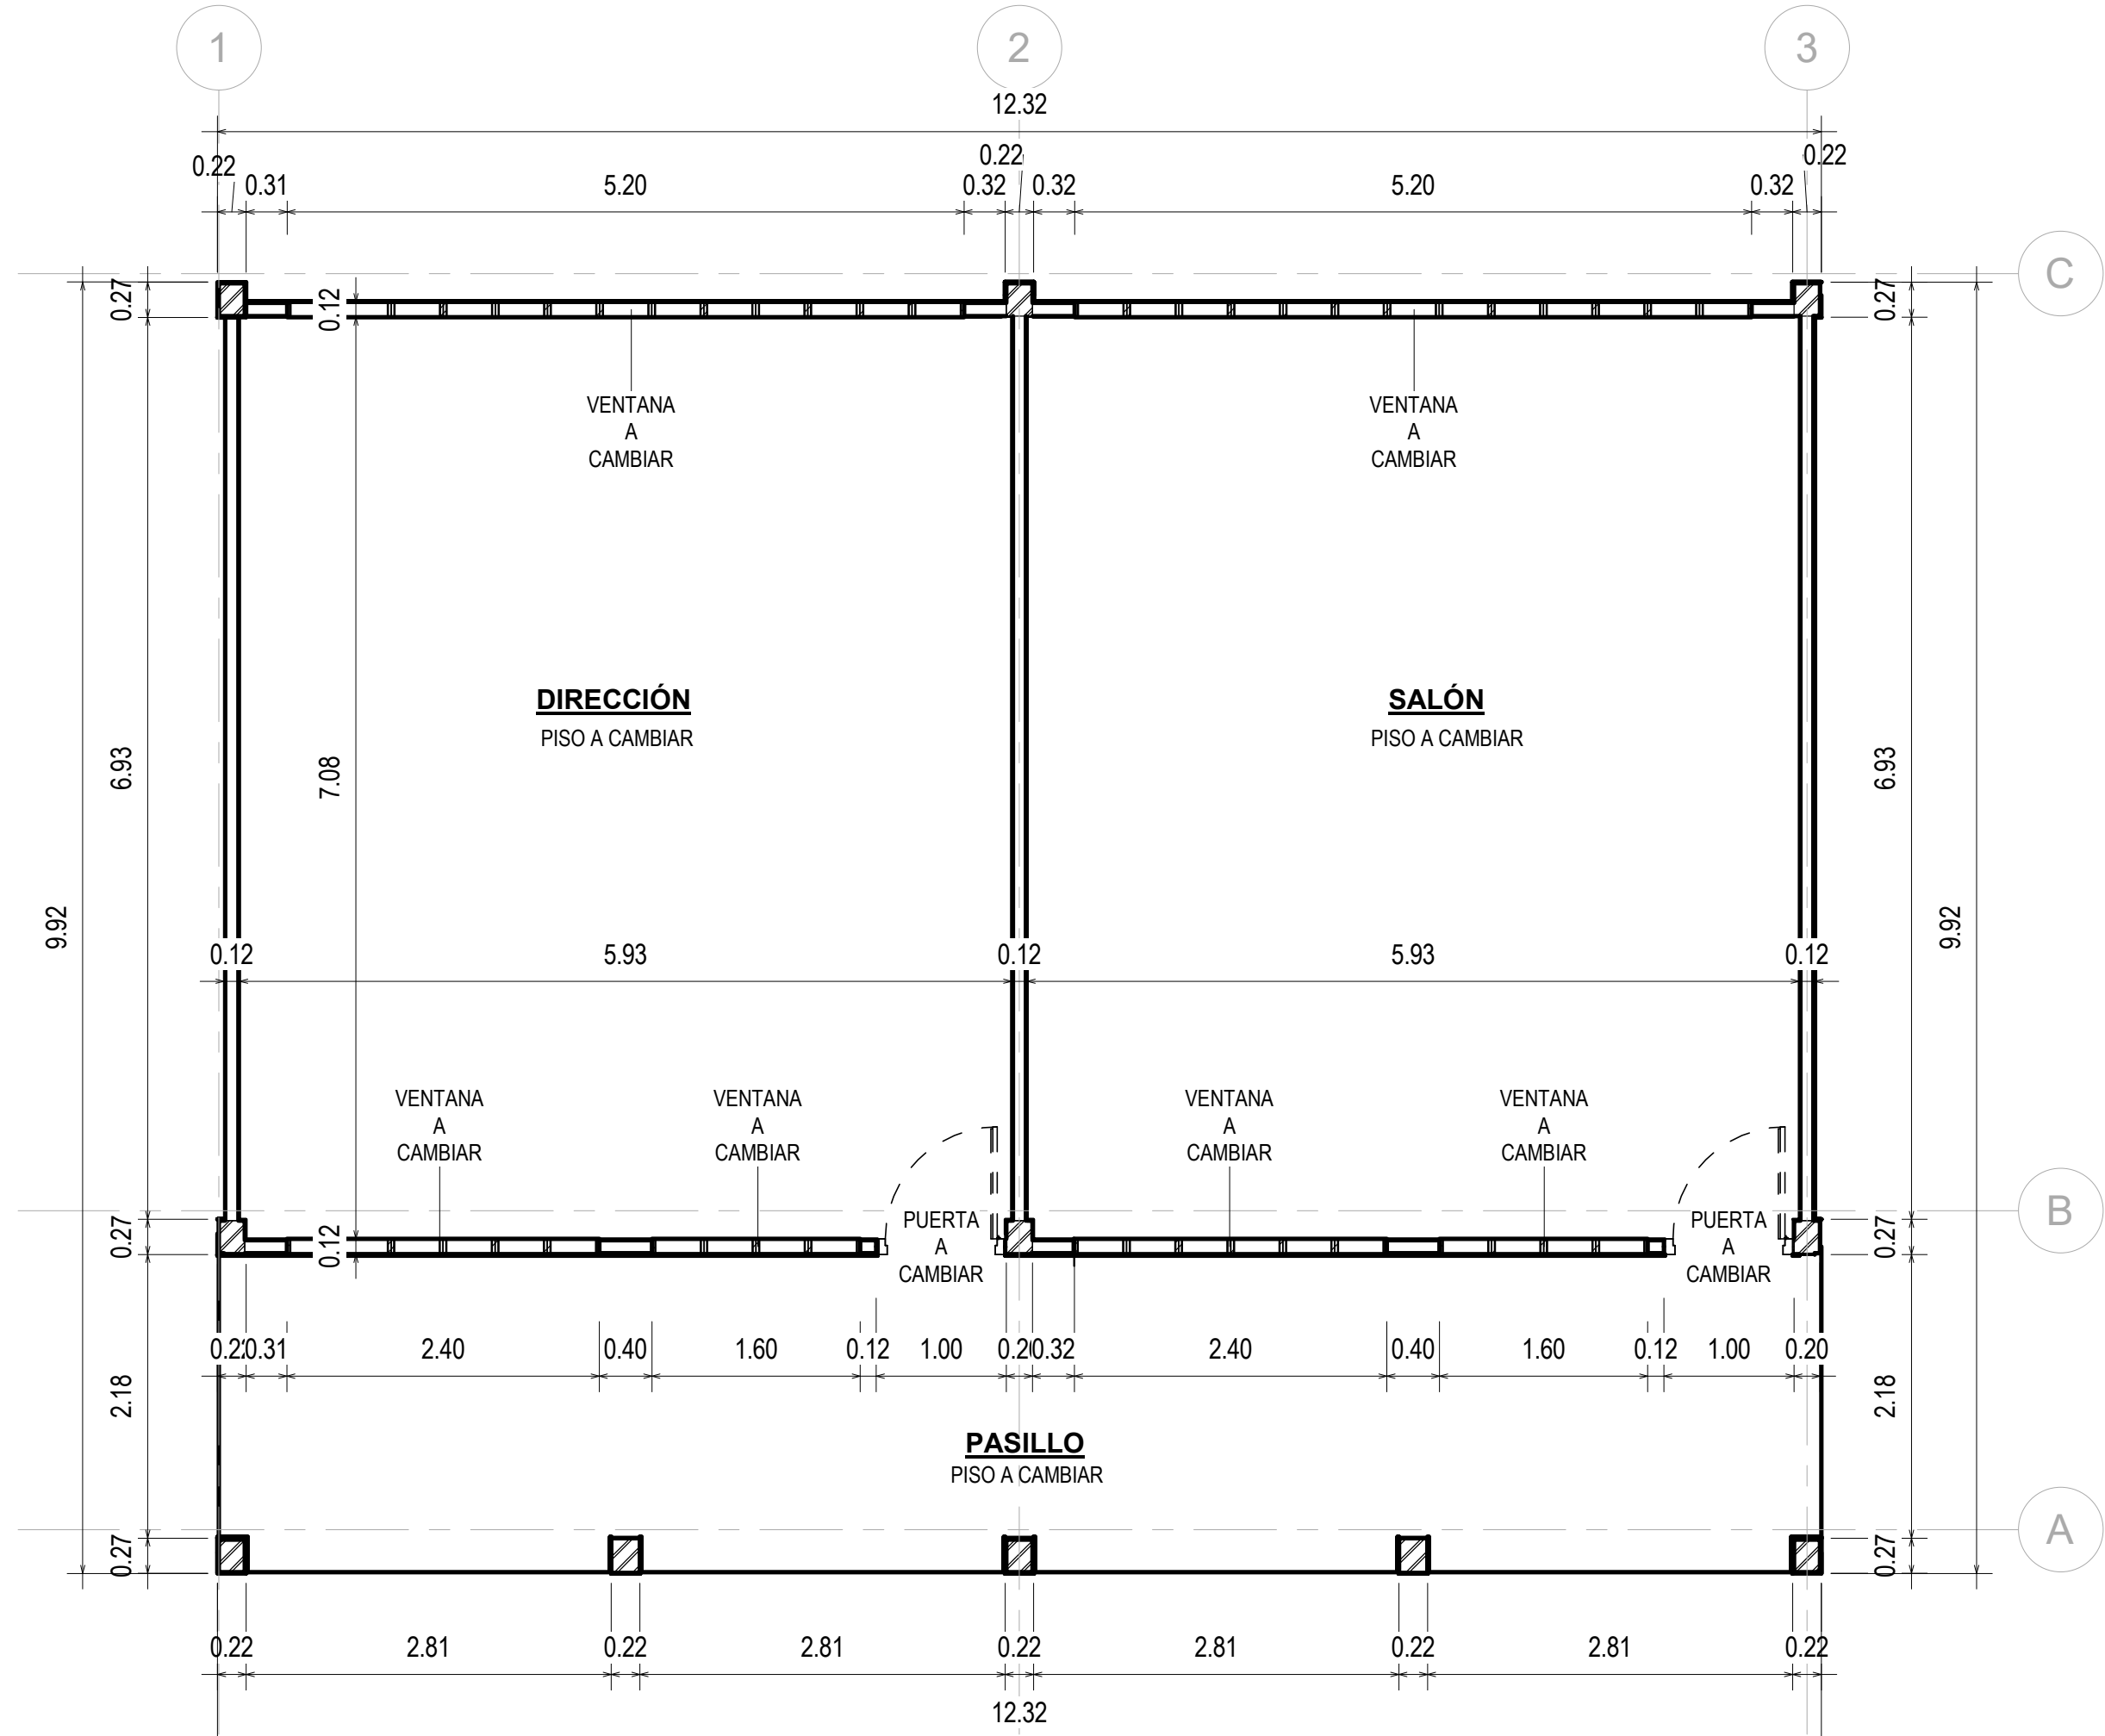 1 2 3
12.32
0.22 0.22 0.22
0.31 5.20 0.32 0.32 5.20 0.32
C
0.27 0.12 0.27
VENTANA
A
CAMBIAR
VENTANA
A
CAMBIAR
DIRECCIÓN
PISO A CAMBIAR
SALÓN
PISO A CAMBIAR
6.93 7.08 6.93
9.92 9.92
0.12 5.93 0.12 5.93 0.12
VENTANA
A
CAMBIAR
VENTANA
A
CAMBIAR
VENTANA
A
CAMBIAR
VENTANA
A
CAMBIAR
PUERTA
A
CAMBIAR
PUERTA
A
CAMBIAR
B
0.27 0.12 0.27
0.31 2.40 0.40 1.60 0.12 1.00 0.32 2.40 0.40 1.60 0.12 1.00 0.20
2.18 2.18
PASILLO
PISO A CAMBIAR
A
0.27 0.27
0.22 2.81 0.22 2.81 0.22 2.81 0.22 2.81 0.22
12.32